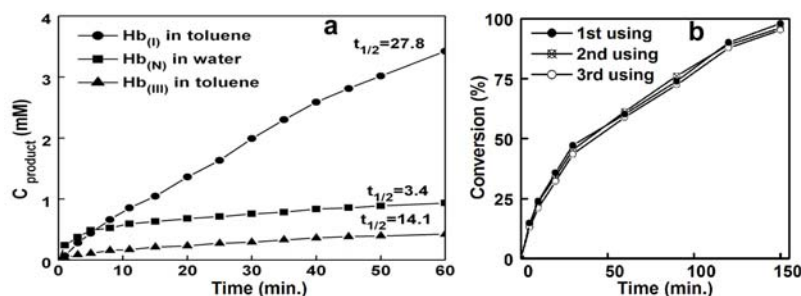 a
Hb(I) in toluene
Hb(N) in water
Hb(III) in toluene
t1/2=27.8
t1/2=3.4
t1/2=14.1
C product (mM)
4
3
2
1
0
0 10 20 30 40 50 60
Time (min.)
b
1st using
2nd using
3rd using
Conversion (%)
100
75
50
25
0
0 50 100 150
Time (min.)